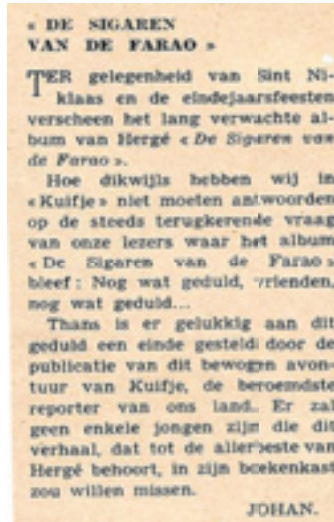 « DE SIGAREN
VAN DE FARAO »
TER gelegenheid van Sint Ni-
klaas en de eindejaarsfeesten
verscheen het lang verwachte al-
bum van Hergé « De Sigaren van
de Farao ».
Hoe dikwijls hebben wij in
« Kuifje » niet moeten antwoorden
op de steeds terugkerende vraag
van onze lezers waar het album
« De Sigaren van de Farao »
bleef : Nog wat geduld, vrienden,
nog wat geduld...
Thans is er gelukkig aan dit
geduld een einde gesteld door de
publicatie van dit bewogen avon-
tuur van Kuifje, de beroemdste
reporter van ons land. Er zal
geen enkele jongen zijn die dit
verhaal, dat tot de allerbeste van
Hergé behoort, in zijn boekenkast
zou willen missen.
JOHAN.